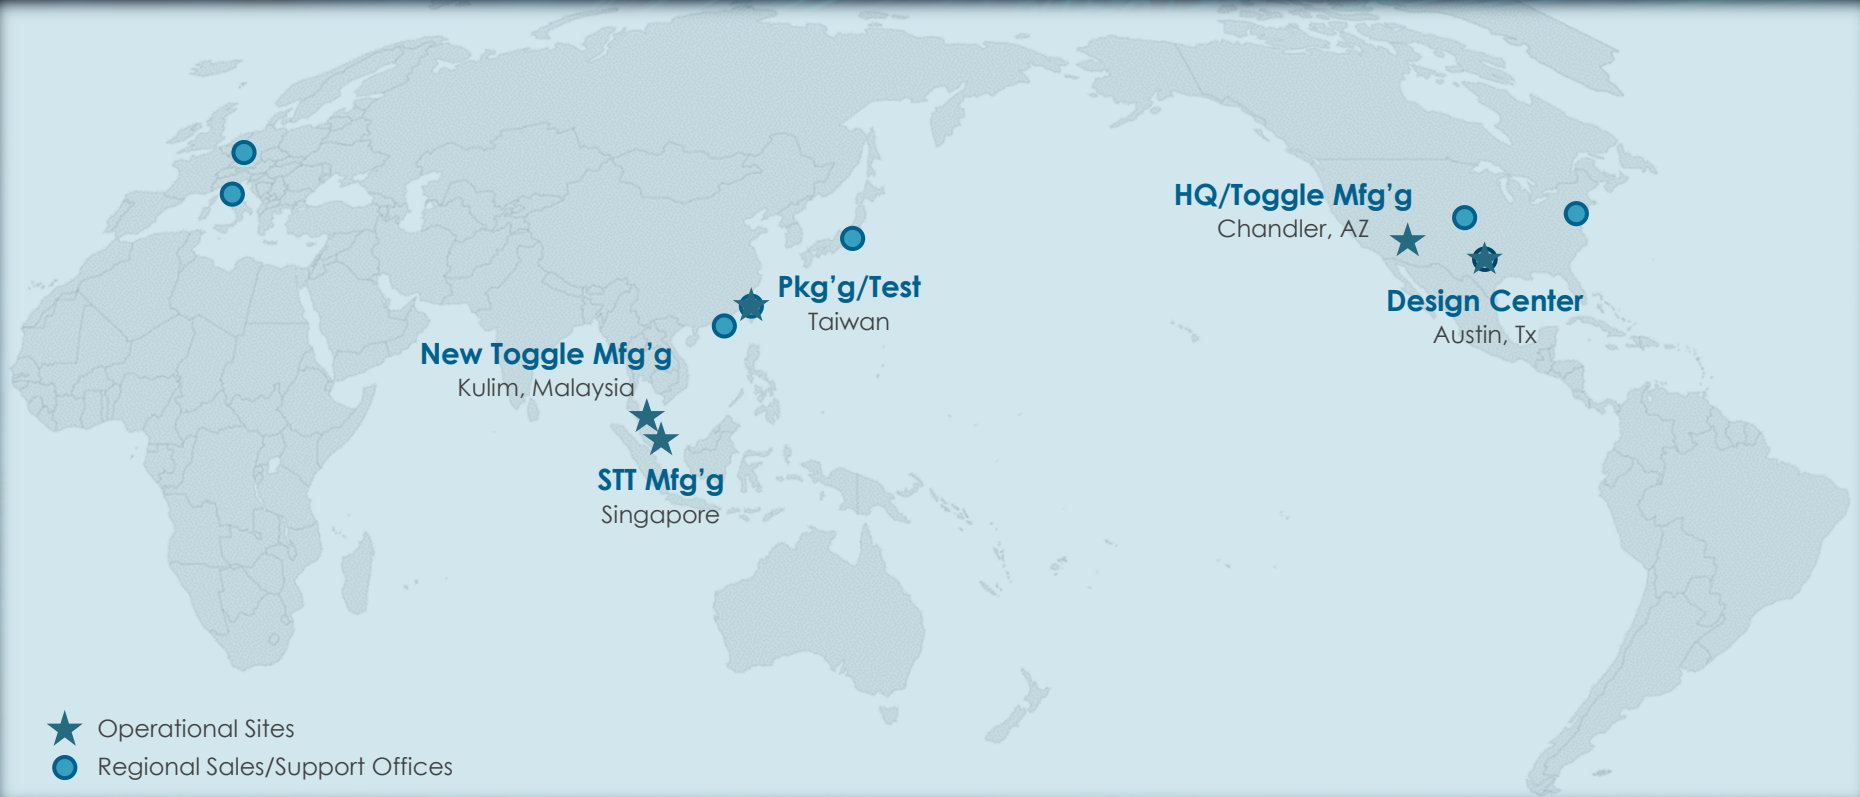 HQ/Toggle Mfg’g
Chandler, AZ
Pkg’g/Test
Taiwan
Design Center
Austin, Tx
New Toggle Mfg’g
Kulim, Malaysia
STT Mfg’g
Singapore
Operational Sites
Regional Sales/Support Offices